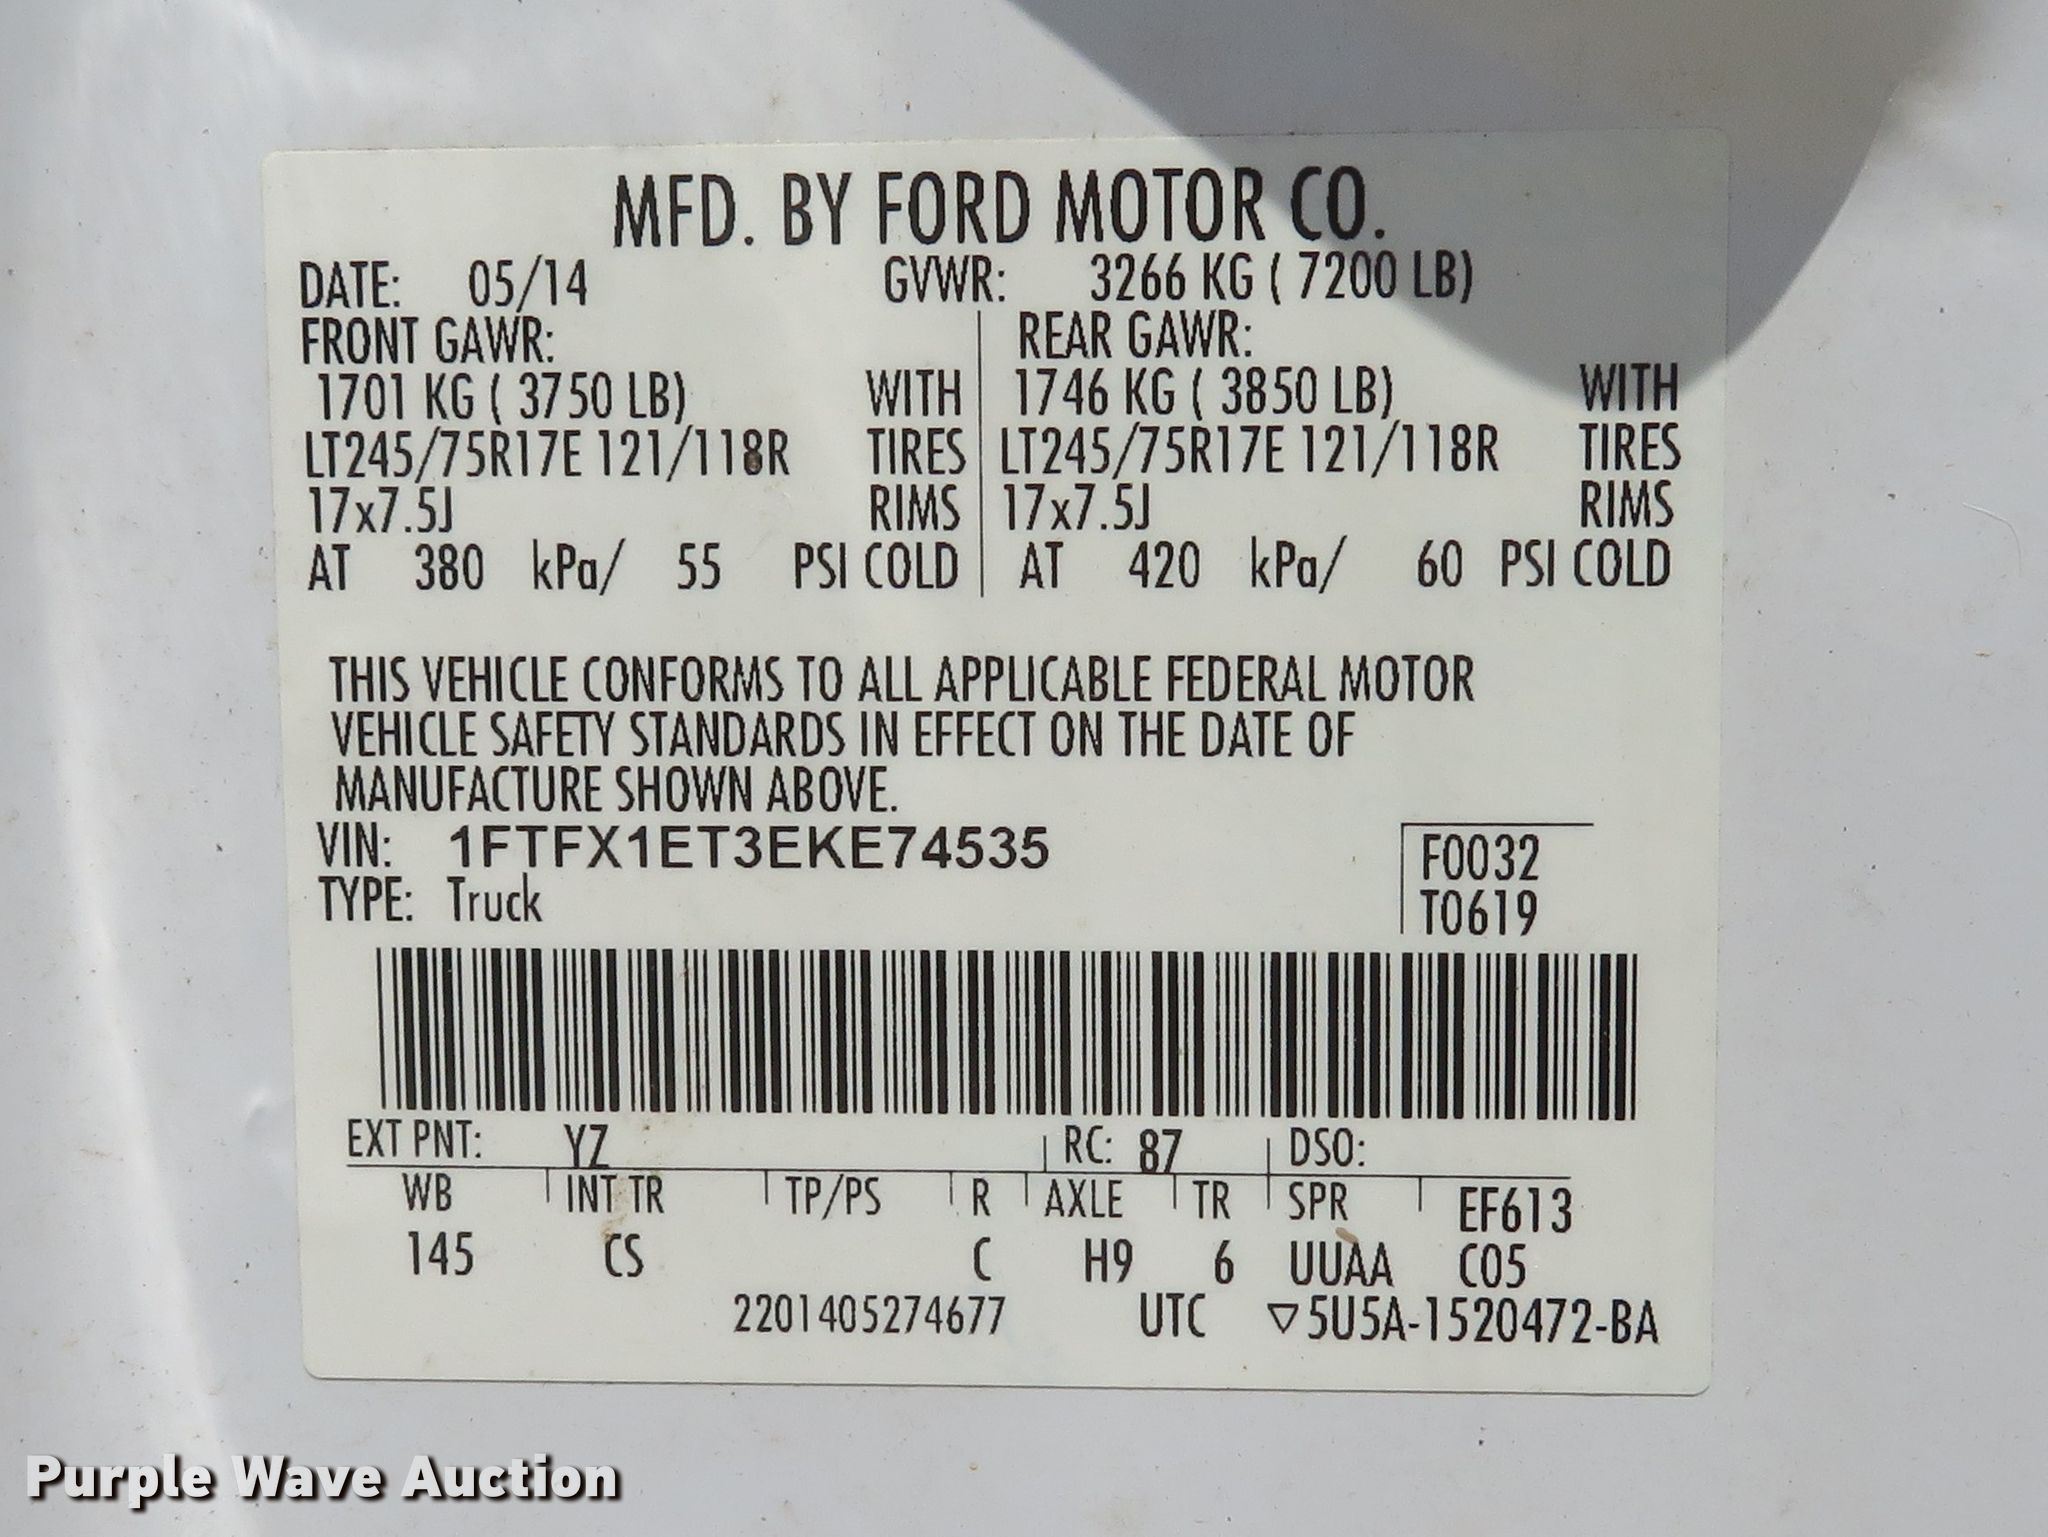 MFD. BY FORD MOTOR CO.
DATE: 05/14 GVWR: 3266 KG ( 7200 LB)
FRONT GAWR: REAR GAWR:
1701 KG ( 3750 LB) WITH 1746 KG ( 3850 LB) WITH
LT245/75R17E 121/118R TIRES LT245/75R17E 121/118R TIRES
17x7.5J RIMS 17x7.5J RIMS
AT 380 kPa/ 55 PSI COLD AT 420 kPa/ 60 PSI COLD
THIS VEHICLE CONFORMS TO ALL APPLICABLE FEDERAL MOTOR
VEHICLE SAFETY STANDARDS IN EFFECT ON THE DATE OF
MANUFACTURE SHOWN ABOVE.
VIN: 1FTFX1ET3EKE74535 F0032
TYPE: Truck T0619
EXT PNT: YZ RC: 87 DSO:
WB INT TR TP/PS R AXLE TR SPR EF613
145 CS C H9 6 UUAA C05
2201405274677 UTC ▽5U5A-1520472-BA
Purple Wave Auction